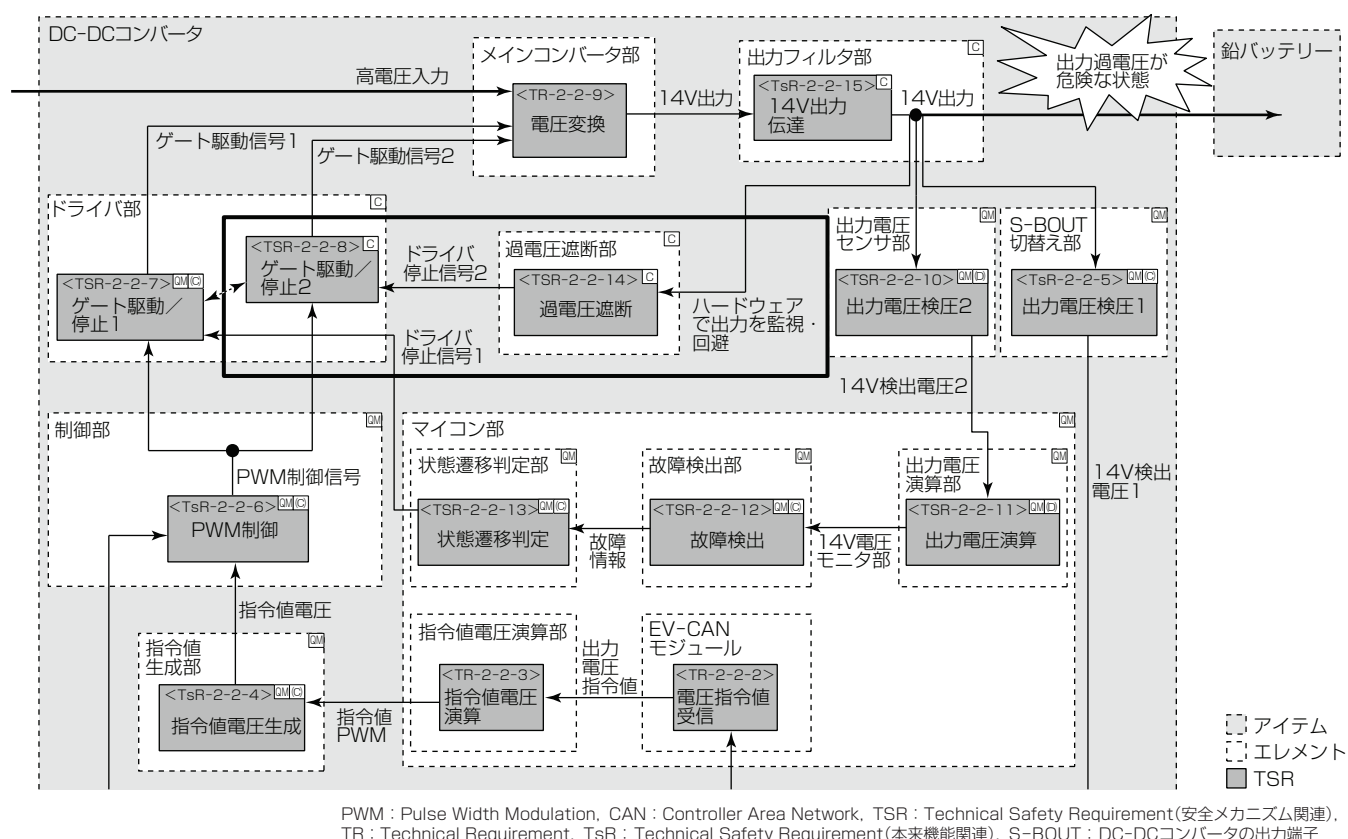 DC-DCコンバータ
メインコンバータ部
出力フィルタ部
C
出力過電圧が
危険な状態
鉛バッテリー
高電圧入力
<TR-2-2-9>
電圧変換
14V出力
<TsR-2-2-15>
C
14V出力
伝達
14V出力
ゲート駆動信号1
ゲート駆動信号2
ドライバ部
C
<TSR-2-2-8>
C
ゲート駆動/
停止2
<TSR-2-2-7>
QM(C)
ゲート駆動/
停止1
ドライバ
停止信号2
過電圧遮断部
C
<TSR-2-2-14>
C
過電圧遮断
ハードウェア
で出力を監視・
回避
ドライバ
停止信号1
出力電圧
センサ部
QM
<TSR-2-2-10>
QM(D)
出力電圧検圧2
S-BOUT
切替え部
QM
<TsR-2-2-5>
QM(C)
出力電圧検圧1
14V検出電圧2
14V検出
電圧1
制御部
QM
PWM制御信号
<TsR-2-2-6>
QM(C)
PWM制御
指令値電圧
マイコン部
QM
状態遷移判定部
QM
<TSR-2-2-13>
QM(C)
状態遷移判定
故障
情報
故障検出部
QM
<TSR-2-2-12>
QM(C)
故障検出
14V電圧
モニタ部
出力電圧
演算部
QM
<TSR-2-2-11>
QM(D)
出力電圧演算
指令値
生成部
QM
<TsR-2-2-4>
QM(C)
指令値電圧生成
指令値
PWM
指令値電圧演算部
<TR-2-2-3>
指令値電圧
演算
出力
電圧
指令値
EV-CAN
モジュール
<TR-2-2-2>
電圧指令値
受信
アイテム
エレメント
TSR
PWM:Pulse Width Modulation, CAN:Controller Area Network, TSR:Technical Safety Requirement(安全メカニズム関連),
TR:Technical Requirement, TsR:Technical Safety Requirement(本来機能関連), S-BOUT:DC-DCコンバータの出力端子